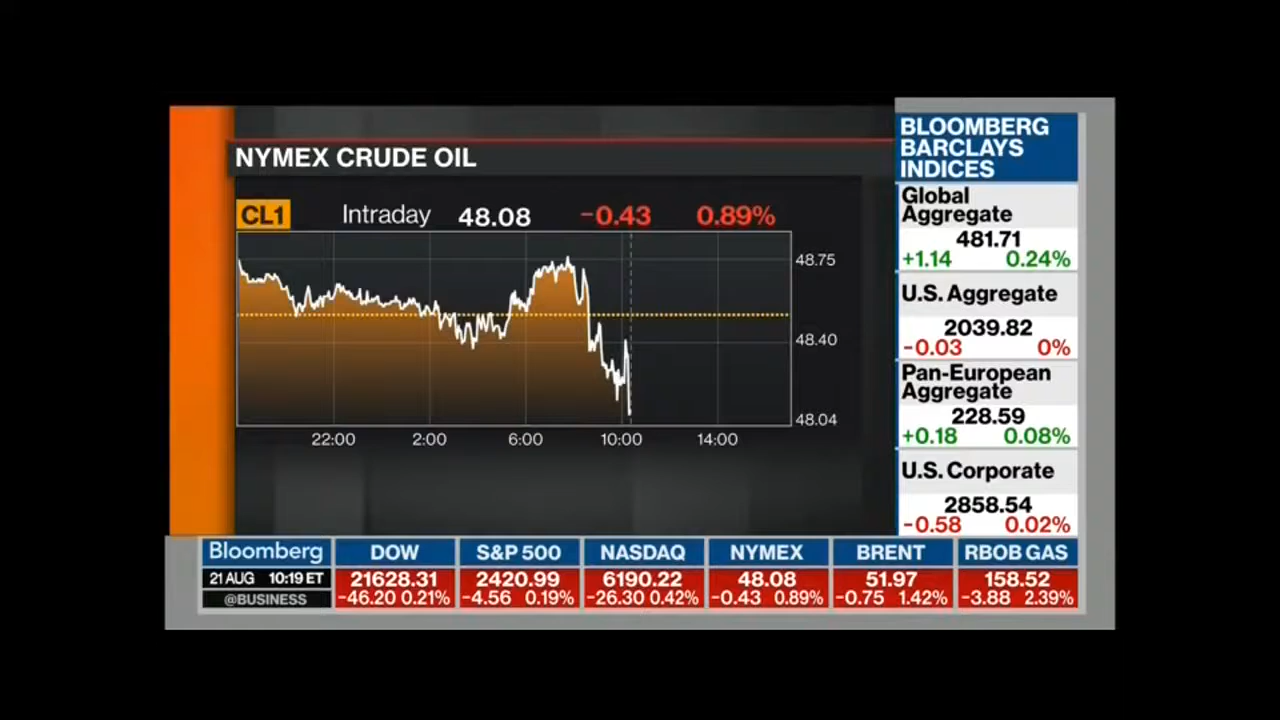 NYMEX CRUDE OIL
CL1 Intraday 48.08 -0.43 0.89%
48.75
48.40
48.04
22:00 2:00 6:00 10:00 14:00
BLOOMBERG
BARCLAYS
INDICES
Global
Aggregate
481.71
+1.14 0.24%
U.S. Aggregate
2039.82
-0.03 0%
Pan-European
Aggregate
228.59
+0.18 0.08%
U.S. Corporate
2858.54
-0.58 0.02%
Bloomberg DOW S&P 500 NASDAQ NYMEX BRENT RBOB GAS
21 AUG 10:19 ET 21628.31 2420.99 6190.22 48.08 51.97 158.52
@BUSINESS -46.20 0.21% -4.56 0.19% -26.30 0.42% -0.43 0.89% -0.75 1.42% -3.88 2.39%